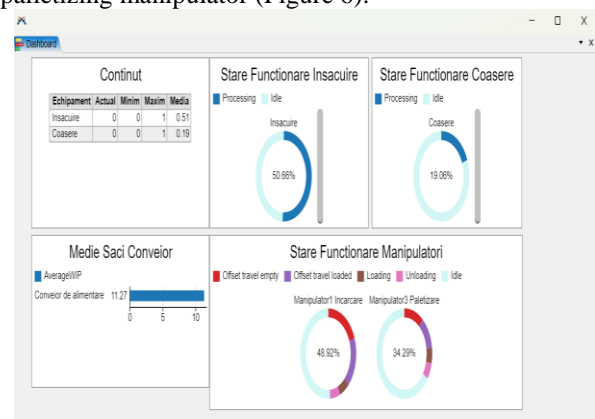 palletizing manipulator (Figure 6).
Dashboard
Continut
Echipament Actual Minim Maxim Media
Insacuire 0 0 1 0.51
Coasere 0 0 1 0.19
Stare Functionare Insacuire
Processing Idle
Insacuire
50.66%
Stare Functionare Coasere
Processing Idle
Coasere
19.06%
Medie Saci Conveior
AverageWIP
Conveior de alimentare 11.27
0 5 10
Stare Functionare Manipulatori
Offset travel empty Offset travel loaded Loading Unloading Idle
Manipulator1 Incarcare Manipulator3 Paletizare
48.92% 34.29%